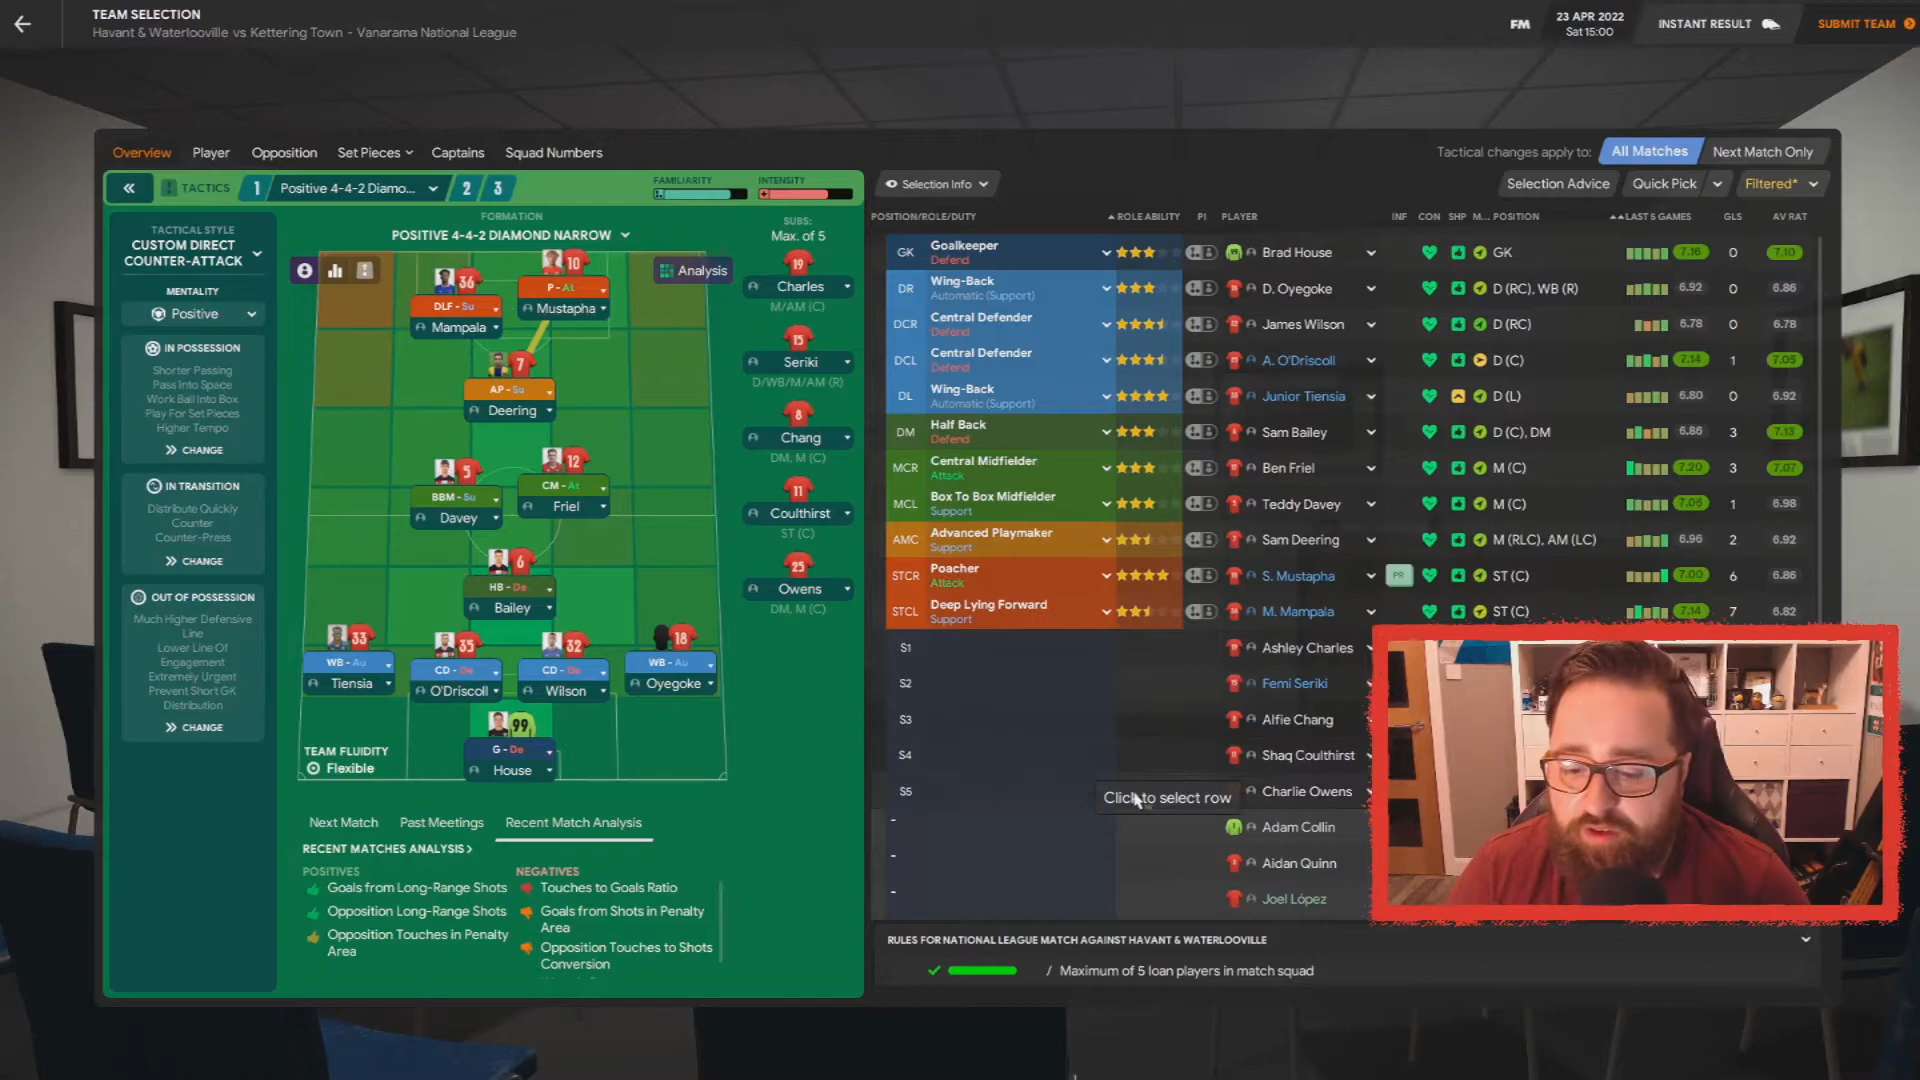 TEAM SELECTION
Havant & Waterlooville vs Kettering Town - Vanarama National League
FM
23 APR 2022
Sat 15:00
INSTANT RESULT
SUBMIT TEAM
Overview Player Opposition Set Pieces Captains Squad Numbers
Tactical changes apply to: All Matches Next Match Only
TACTICS 1 Positive 4-4-2 Diamo... 2 3
FAMILIARITY INTENSITY
Selection Info
Selection Advice Quick Pick Filtered*
TACTICAL STYLE
CUSTOM DIRECT
COUNTER-ATTACK
MENTALITY
Positive
IN POSSESSION
Shorter Passing
Pass Into Space
Work Ball Into Box
Play For Set Pieces
Higher Tempo
CHANGE
IN TRANSITION
Distribute Quickly
Counter
Counter-Press
CHANGE
OUT OF POSSESSION
Much Higher Defensive
Line
Lower Line Of
Engagement
Extremely Urgent
Prevent Short GK
Distribution
CHANGE
FORMATION
POSITIVE 4-4-2 DIAMOND NARROW
Analysis
36
DLF - Su
Mampala
10
P - At
Mustapha
7
AP - Su
Deering
5
BBM - Su
Davey
12
CM - At
Friel
6
HB - De
Bailey
33
WB - Au
Tiensia
35
CD - De
O'Driscoll
32
CD - De
Wilson
18
WB - Au
Oyegoke
99
G - De
House
TEAM FLUIDITY
Flexible
SUBS:
Max. of 5
19
Charles
M/AM (C)
15
Seriki
D/WB/M/AM (R)
8
Chang
DM, M (C)
11
Coulthirst
ST (C)
25
Owens
DM, M (C)
Next Match Past Meetings Recent Match Analysis
RECENT MATCHES ANALYSIS >
POSITIVES
Goals from Long-Range Shots
Opposition Long-Range Shots
Opposition Touches in Penalty
Area
NEGATIVES
Touches to Goals Ratio
Goals from Shots in Penalty
Area
Opposition Touches to Shots
Conversion
POSITION/ROLE/DUTY ROLE ABILITY PI PLAYER INF CON SHP M... POSITION LAST 5 GAMES GLS AV RAT
GK Goalkeeper Defend Brad House GK 7.16 0 7.10
DR Wing-Back Automatic (Support) D. Oyegoke D (RC), WB (R) 6.92 0 6.86
DCR Central Defender Defend James Wilson D (RC) 6.78 0 6.78
DCL Central Defender Defend A. O'Driscoll D (C) 7.14 1 7.05
DL Wing-Back Automatic (Support) Junior Tiensia D (L) 6.80 0 6.92
DM Half Back Defend Sam Bailey D (C), DM 6.86 3 7.13
MCR Central Midfielder Attack Ben Friel M (C) 7.20 3 7.07
MCL Box To Box Midfielder Support Teddy Davey M (C) 7.06 1 6.98
AMC Advanced Playmaker Support Sam Deering M (RLC), AM (LC) 6.96 2 6.92
STCR Poacher Attack S. Mustapha PR ST (C) 7.00 6 6.86
STCL Deep Lying Forward Support M. Mampala ST (C) 7.14 7 6.82
S1 Ashley Charles
S2 Femi Seriki
S3 Alfie Chang
S4 Shaq Coulthirst
S5 Click to select row Charlie Owens
- Adam Collin
- Aidan Quinn
- Joel López
RULES FOR NATIONAL LEAGUE MATCH AGAINST HAVANT & WATERLOOVILLE
/ Maximum of 5 loan players in match squad